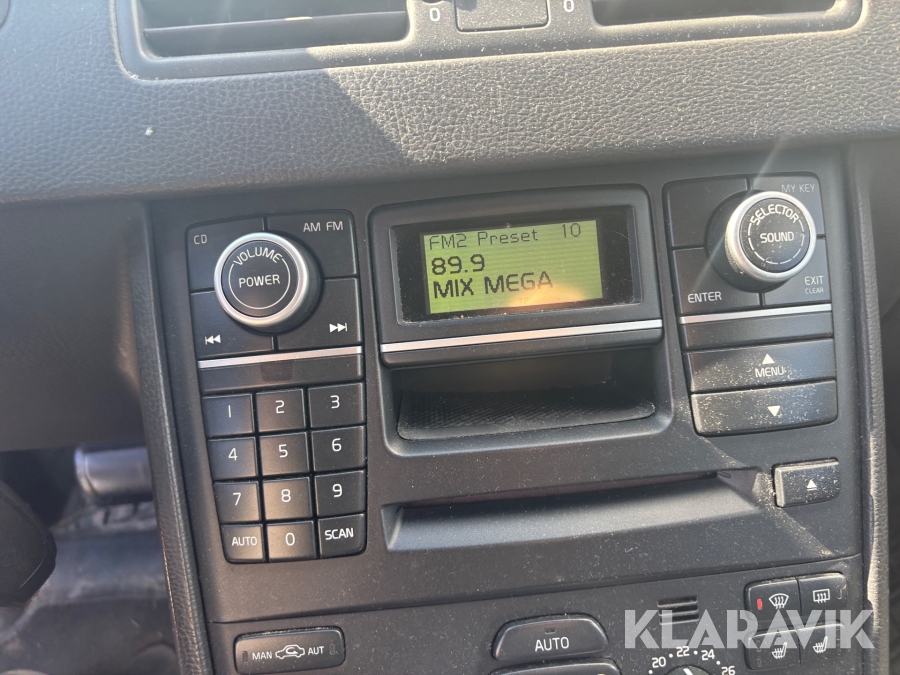 0 0
CD AM FM
VOLUME
POWER
FM2 Preset 10
89.9
MIX MEGA
MY KEY
SELECTOR
SOUND
ENTER
EXIT
CLEAR
MENU
1 2 3
4 5 6
7 8 9
AUTO 0 SCAN
MAN AUT
AUTO
20 22 24 26
KLARAVIK